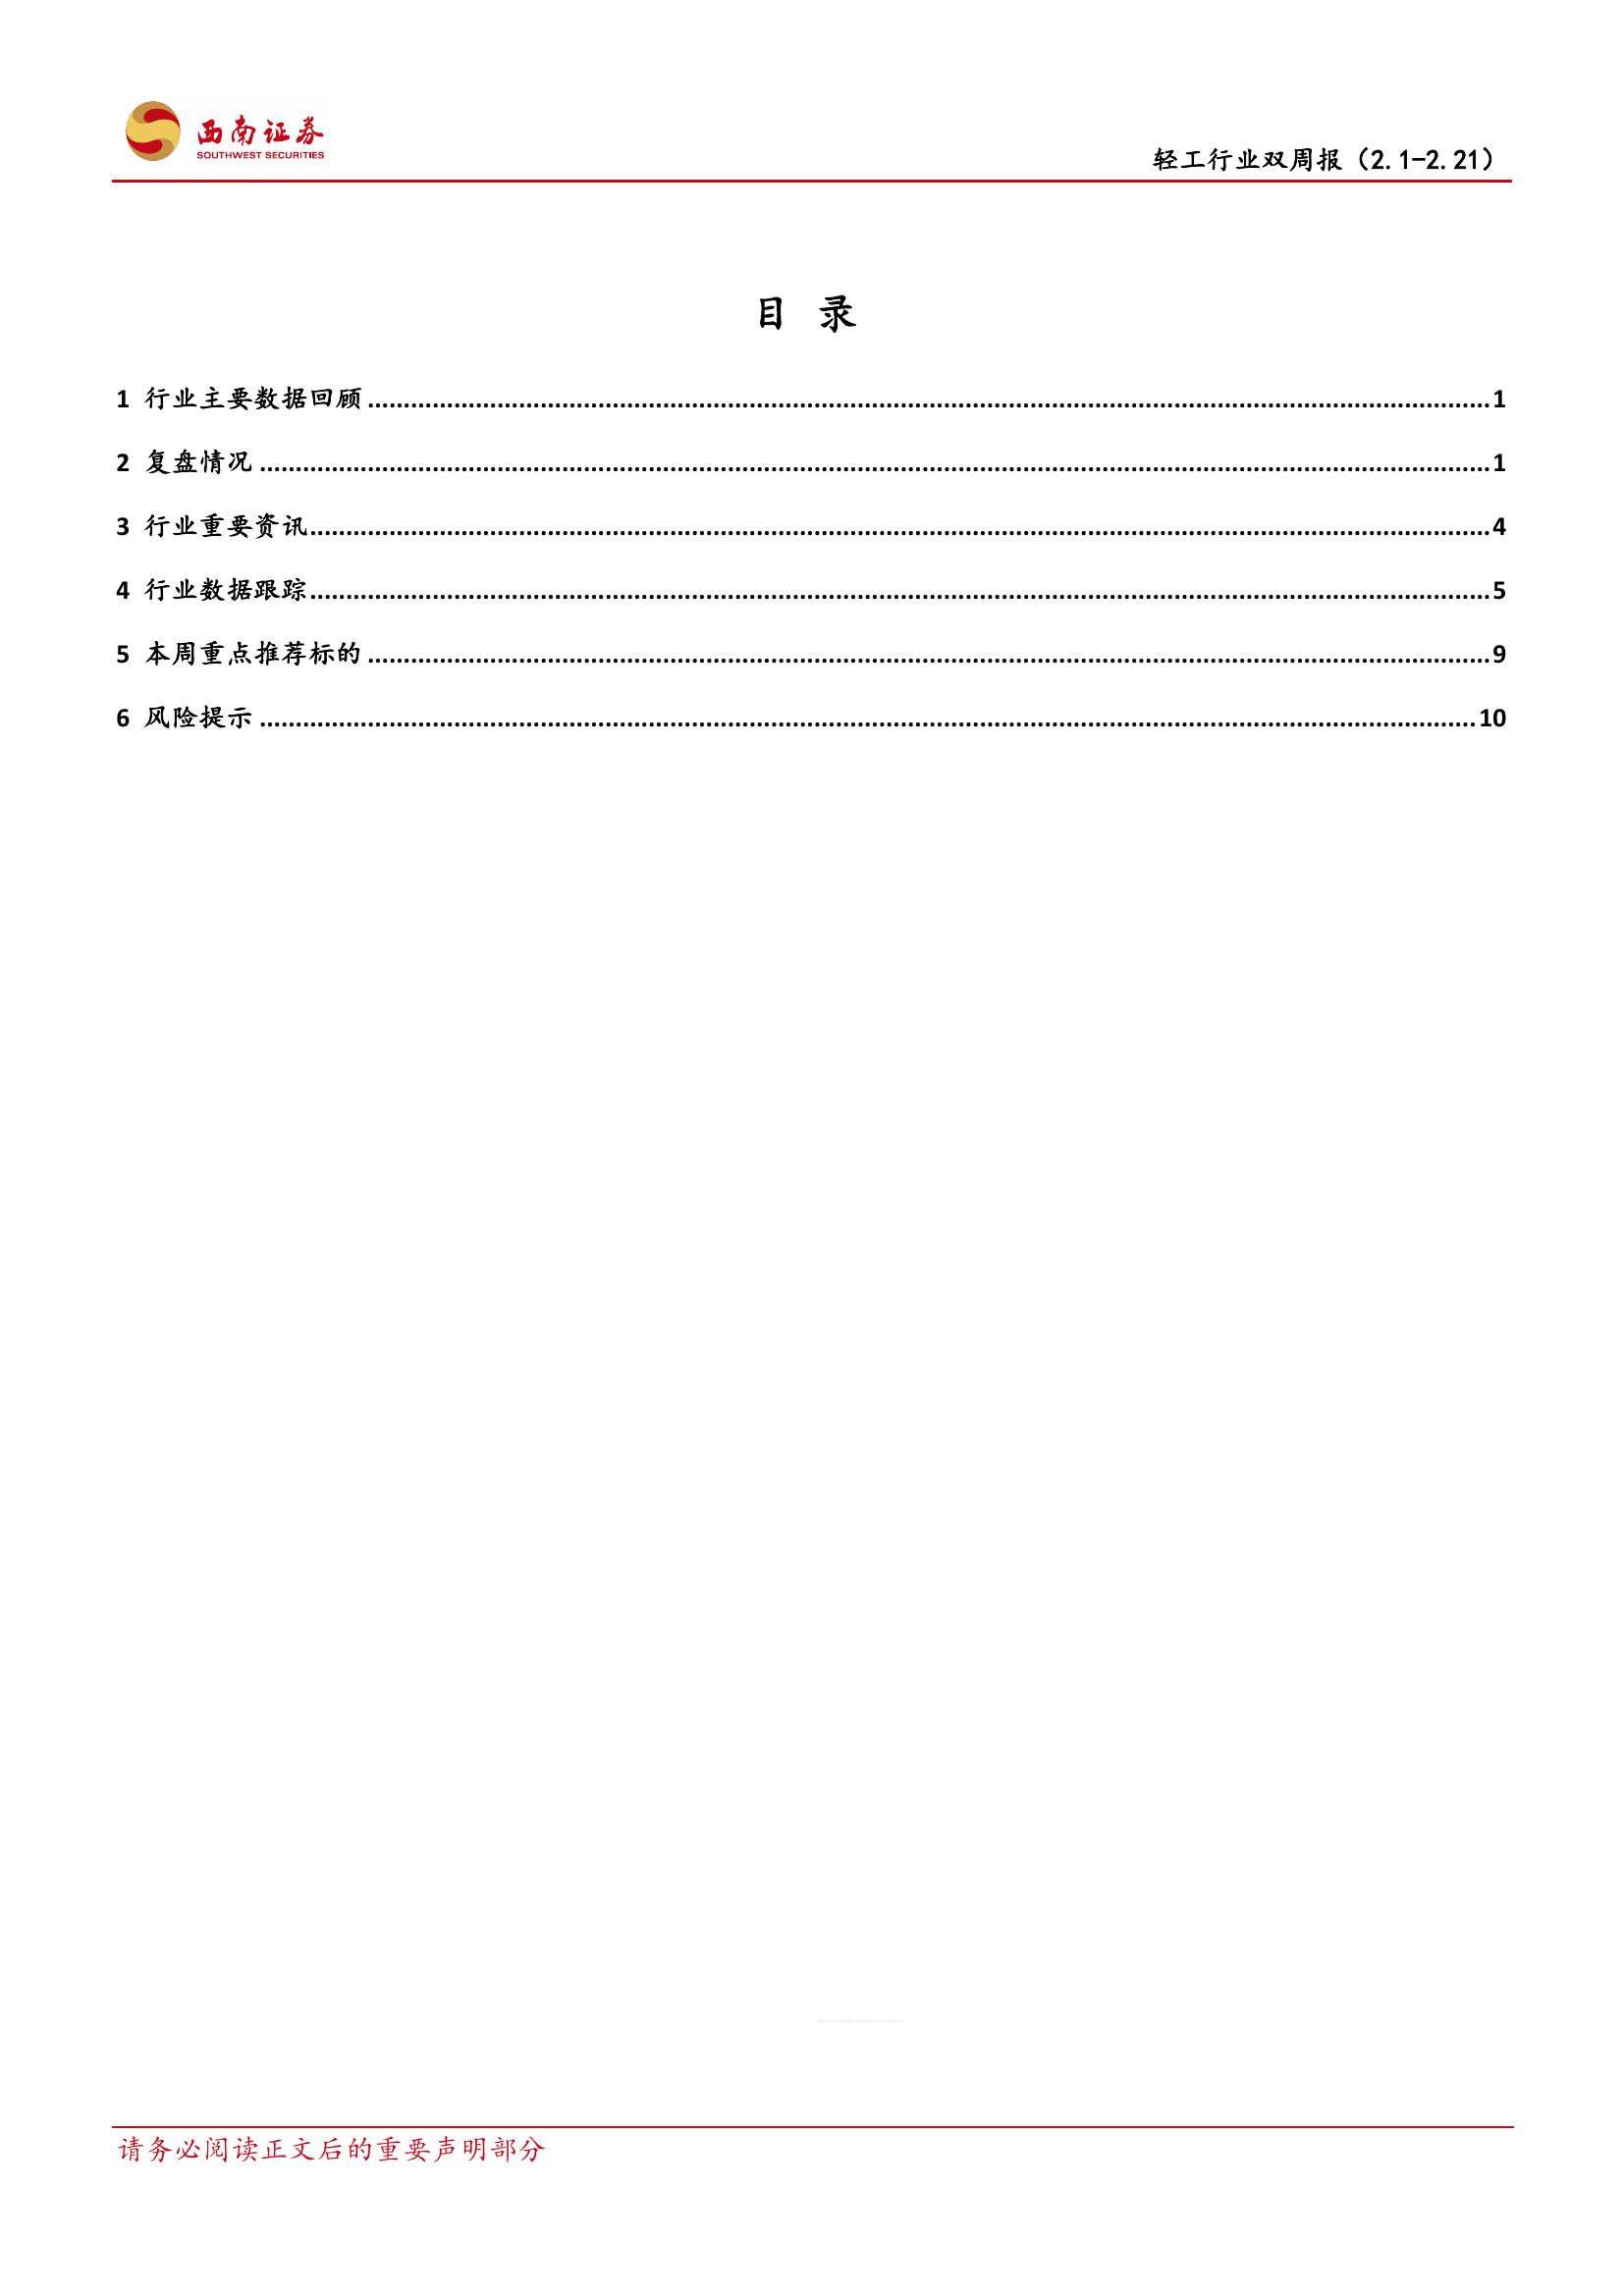 西南证券
SOUTHWEST SECURITIES
轻工行业双周报（2.1-2.21）
目 录
1 行业主要数据回顾........................................1
2 复盘情况........................................1
3 行业重要资讯........................................4
4 行业数据跟踪........................................5
5 本周重点推荐标的........................................9
6 风险提示........................................10
请务必阅读正文后的重要声明部分